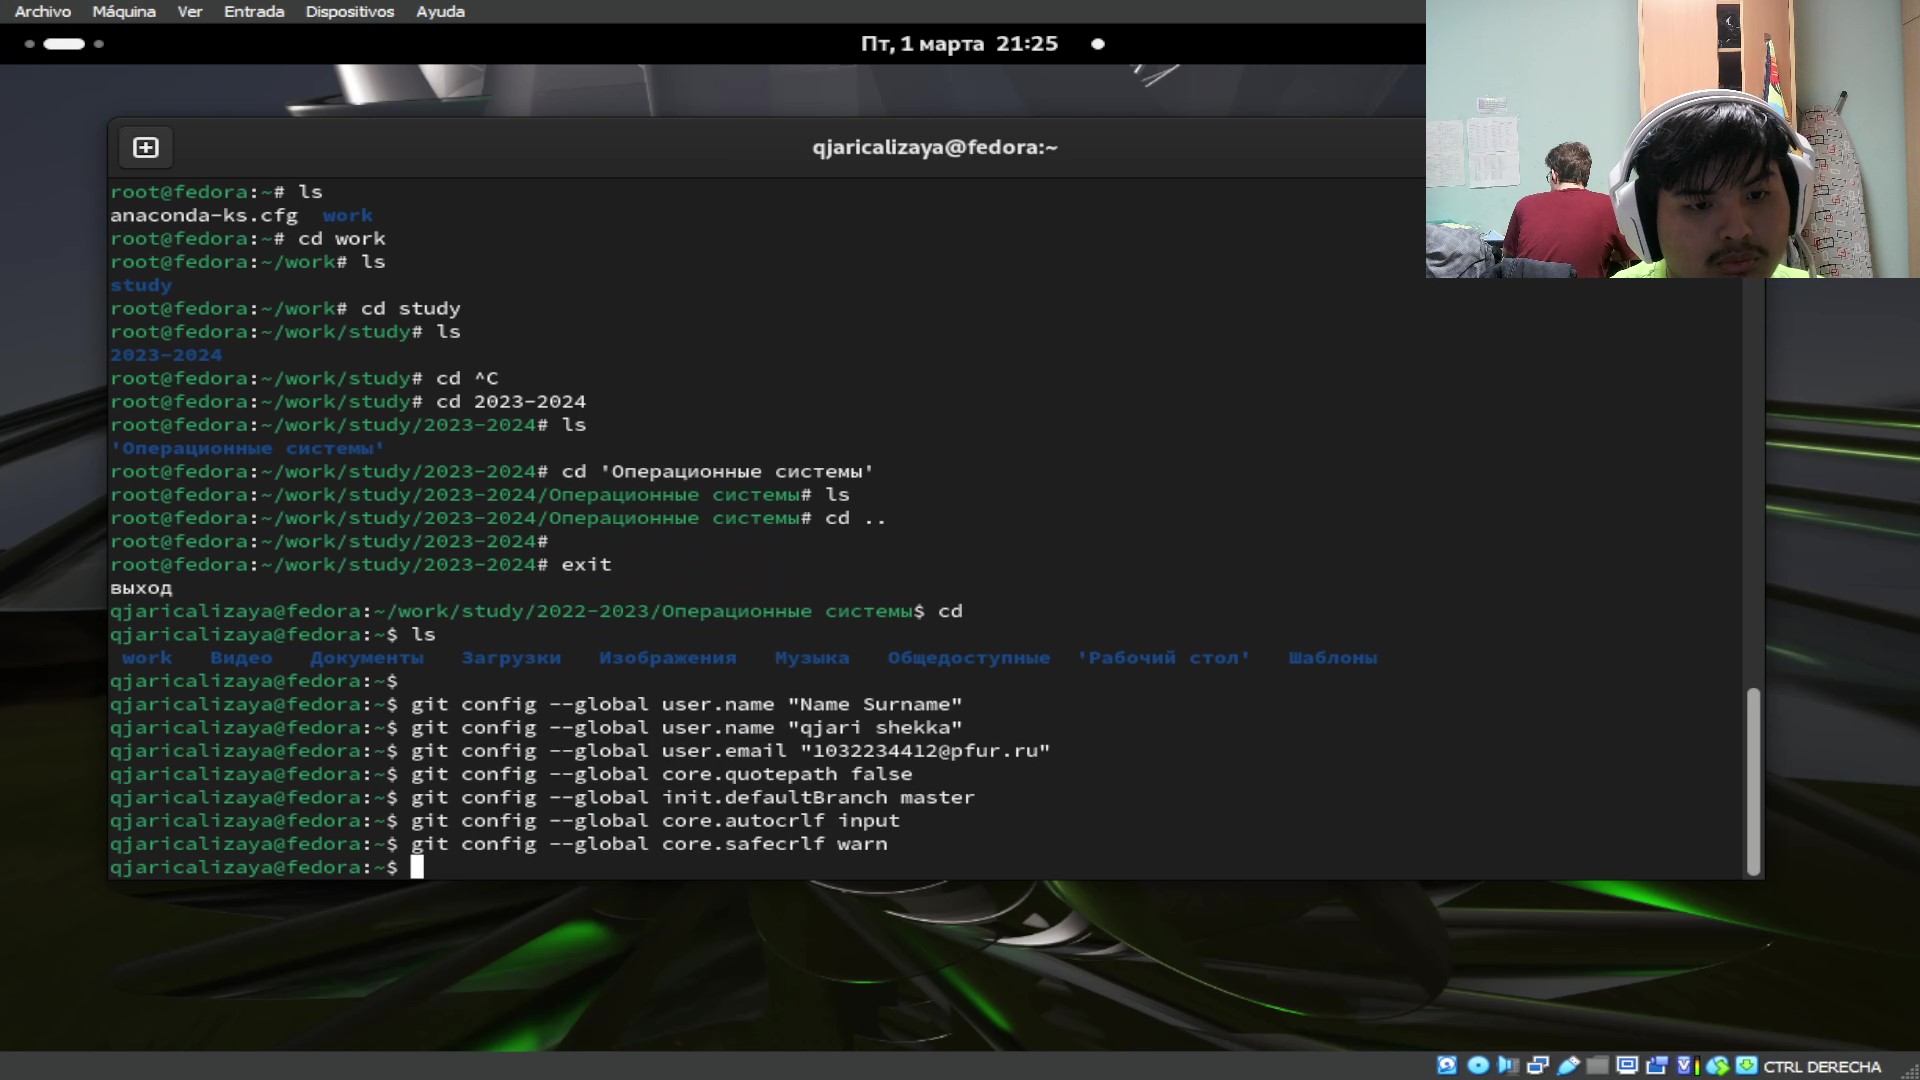 Archivo Máquina Ver Entrada Dispositivos Ayuda
Пт, 1 марта 21:25
qjaricalizaya@fedora:~
root@fedora:~# ls
anaconda-ks.cfg work
root@fedora:~# cd work
root@fedora:~/work# ls
study
root@fedora:~/work# cd study
root@fedora:~/work/study# ls
2023-2024
root@fedora:~/work/study# cd ^C
root@fedora:~/work/study# cd 2023-2024
root@fedora:~/work/study/2023-2024# ls
'Операционные системы'
root@fedora:~/work/study/2023-2024# cd 'Операционные системы'
root@fedora:~/work/study/2023-2024/Операционные системы# ls
root@fedora:~/work/study/2023-2024/Операционные системы# cd ..
root@fedora:~/work/study/2023-2024#
root@fedora:~/work/study/2023-2024# exit
выход
qjaricalizaya@fedora:~/work/study/2022-2023/Операционные системы$ cd
qjaricalizaya@fedora:~$ ls
work Видео Документы Загрузки Изображения Музыка Общедоступные 'Рабочий стол' Шаблоны
qjaricalizaya@fedora:~$
qjaricalizaya@fedora:~$ git config --global user.name "Name Surname"
qjaricalizaya@fedora:~$ git config --global user.name "qjari shekka"
qjaricalizaya@fedora:~$ git config --global user.email "1032234412@pfur.ru"
qjaricalizaya@fedora:~$ git config --global core.quotepath false
qjaricalizaya@fedora:~$ git config --global init.defaultBranch master
qjaricalizaya@fedora:~$ git config --global core.autocrlf input
qjaricalizaya@fedora:~$ git config --global core.safecrlf warn
qjaricalizaya@fedora:~$
CTRL DERECHA